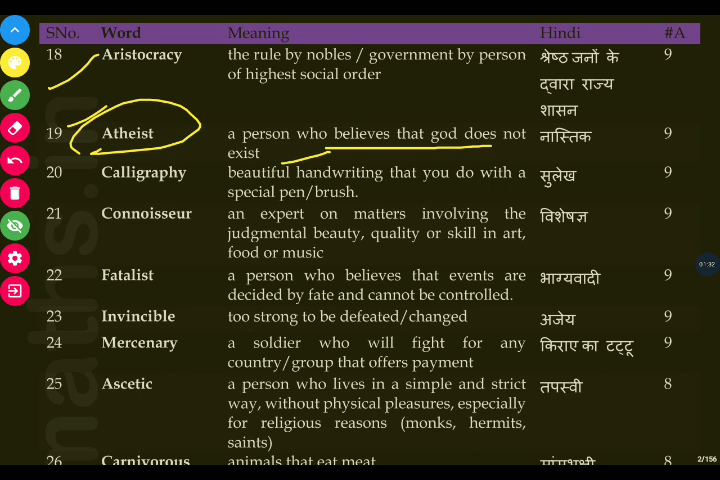 SNo. Word Meaning Hindi #A
18 Aristocracy the rule by nobles / government by person श्रेष्ठ जनों के 9
of highest social order द्वारा राज्य
शासन
19 Atheist a person who believes that god does not नास्तिक 9
exist
20 Calligraphy beautiful handwriting that you do with a सुलेख 9
special pen/brush.
21 Connoisseur an expert on matters involving the विशेषज्ञ 9
judgmental beauty, quality or skill in art,
food or music
22 Fatalist a person who believes that events are भाग्यवादी 9
decided by fate and cannot be controlled.
23 Invincible too strong to be defeated/changed अजेय 9
24 Mercenary a soldier who will fight for any किराए का टट्टू 9
country/group that offers payment
25 Ascetic a person who lives in a simple and strict तपस्वी 8
way, without physical pleasures, especially
for religious reasons (monks, hermits,
saints)
26 Carnivorous animals that eat meat मांसभक्षी 8
01:32
2/156
maths.in